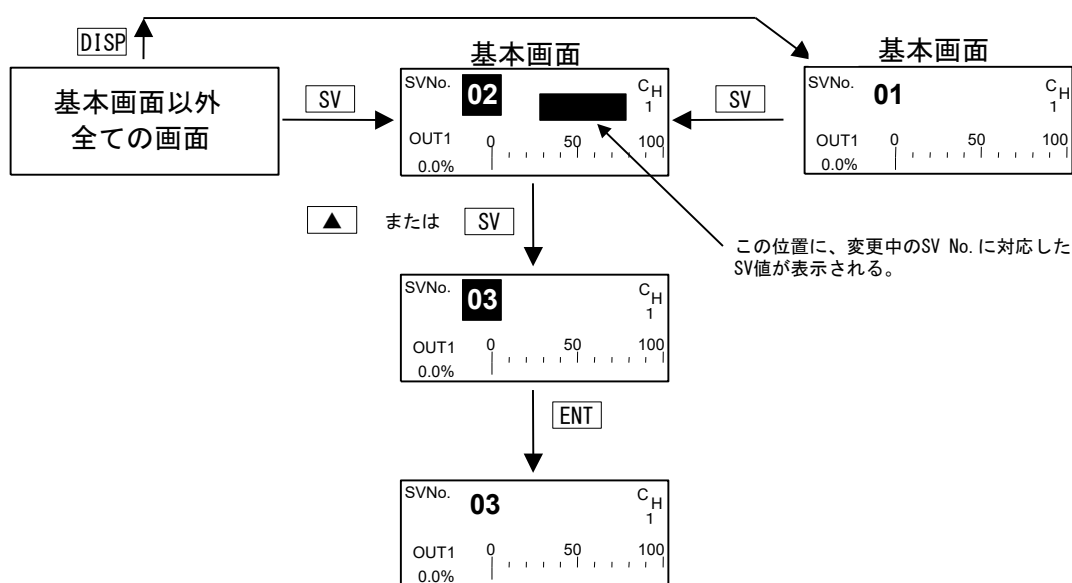 DISP
基本画面以外
全ての画面
SV
基本画面
SVNo. 02 CH 1
OUT1 0 50 100
0.0%
SV
基本画面
SVNo. 01 CH 1
OUT1 0 50 100
0.0%
▲ または SV
この位置に、変更中のSV No.に対応した
SV値が表示される。
SVNo. 03 CH 1
OUT1 0 50 100
0.0%
ENT
SVNo. 03 CH 1
OUT1 0 50 100
0.0%